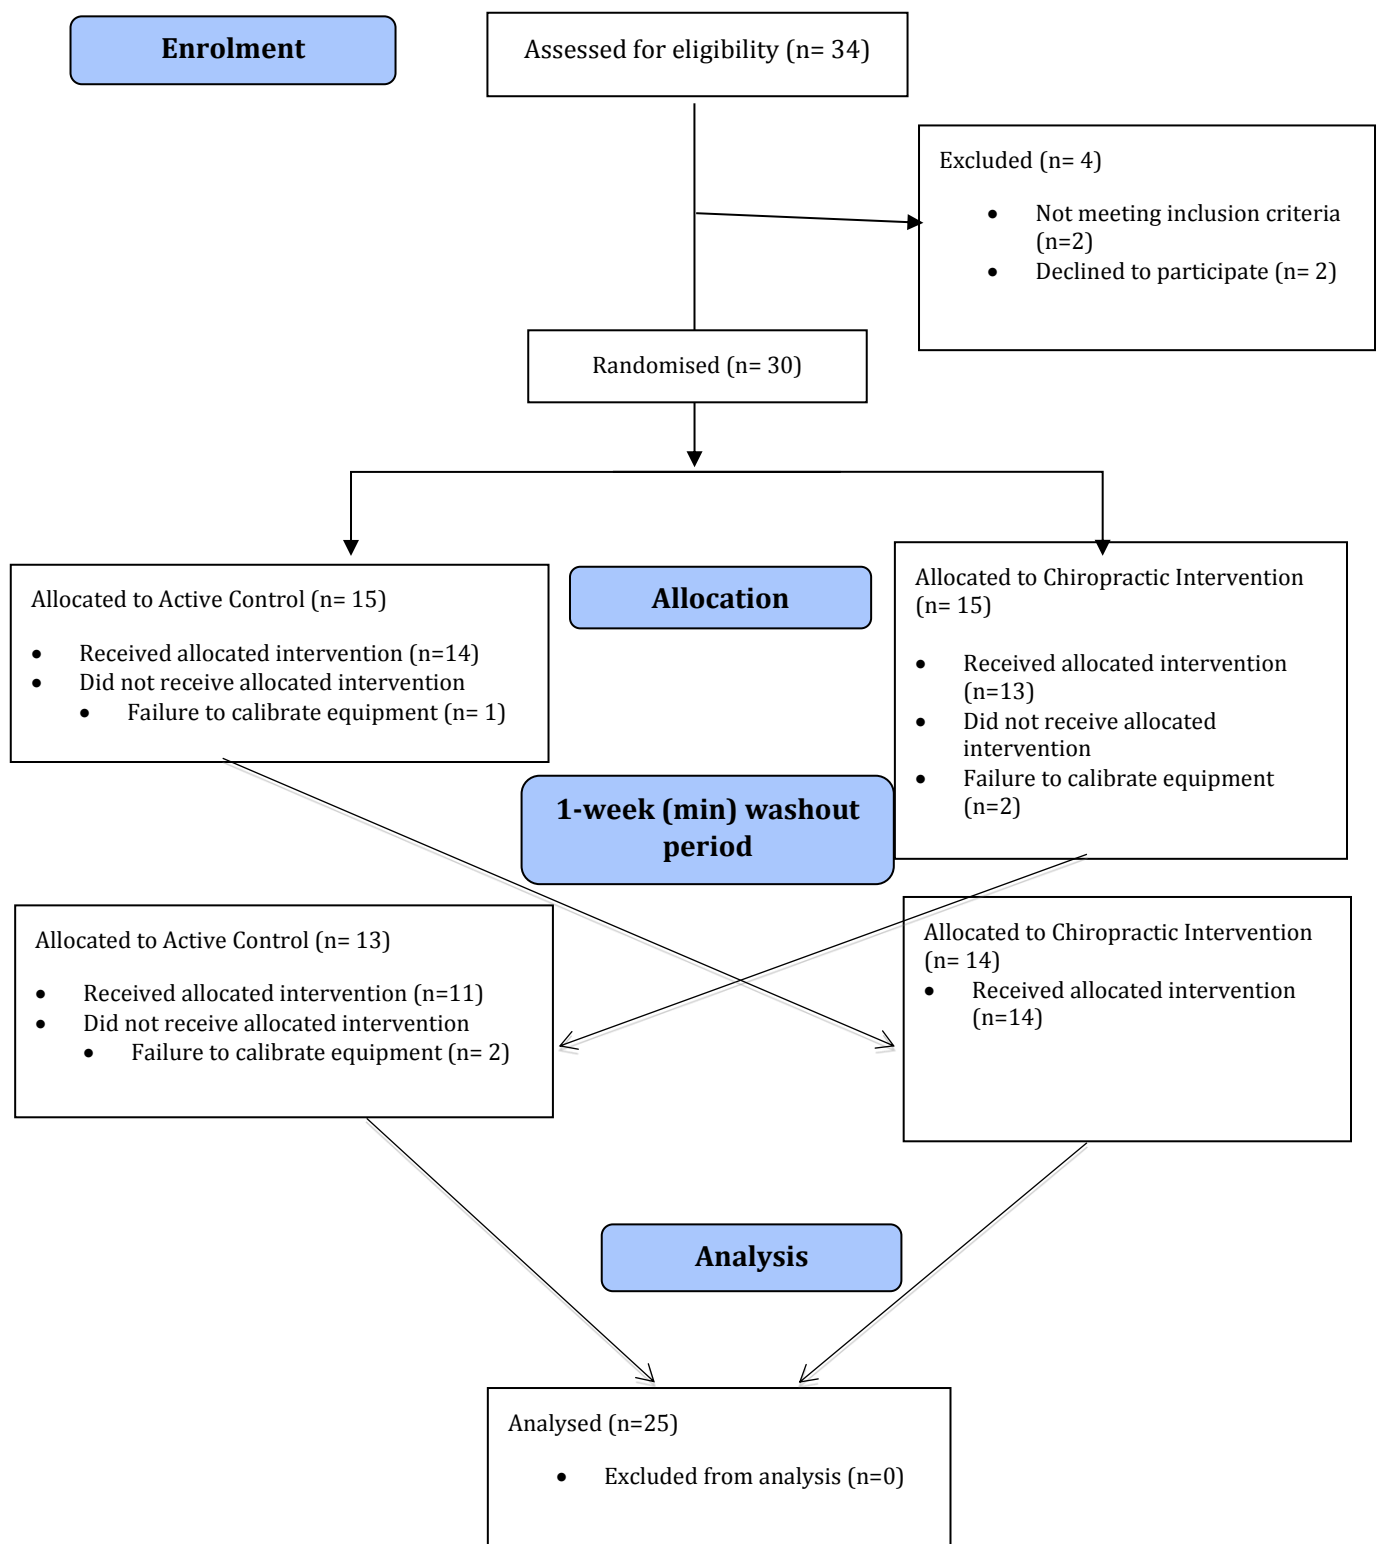 Enrolment
Assessed for eligibility (n= 34)
Excluded (n= 4)
• Not meeting inclusion criteria
(n=2)
• Declined to participate (n= 2)
Randomised (n= 30)
Allocated to Active Control (n= 15)
• Received allocated intervention (n=14)
• Did not receive allocated intervention
• Failure to calibrate equipment (n= 1)
Allocation
Allocated to Chiropractic Intervention
(n= 15)
• Received allocated intervention
(n=13)
• Did not receive allocated
intervention
• Failure to calibrate equipment
(n=2)
1-week (min) washout
period
Allocated to Active Control (n= 13)
• Received allocated intervention (n=11)
• Did not receive allocated intervention
• Failure to calibrate equipment (n= 2)
Allocated to Chiropractic Intervention
(n= 14)
• Received allocated intervention
(n=14)
Analysis
Analysed (n=25)
• Excluded from analysis (n=0)